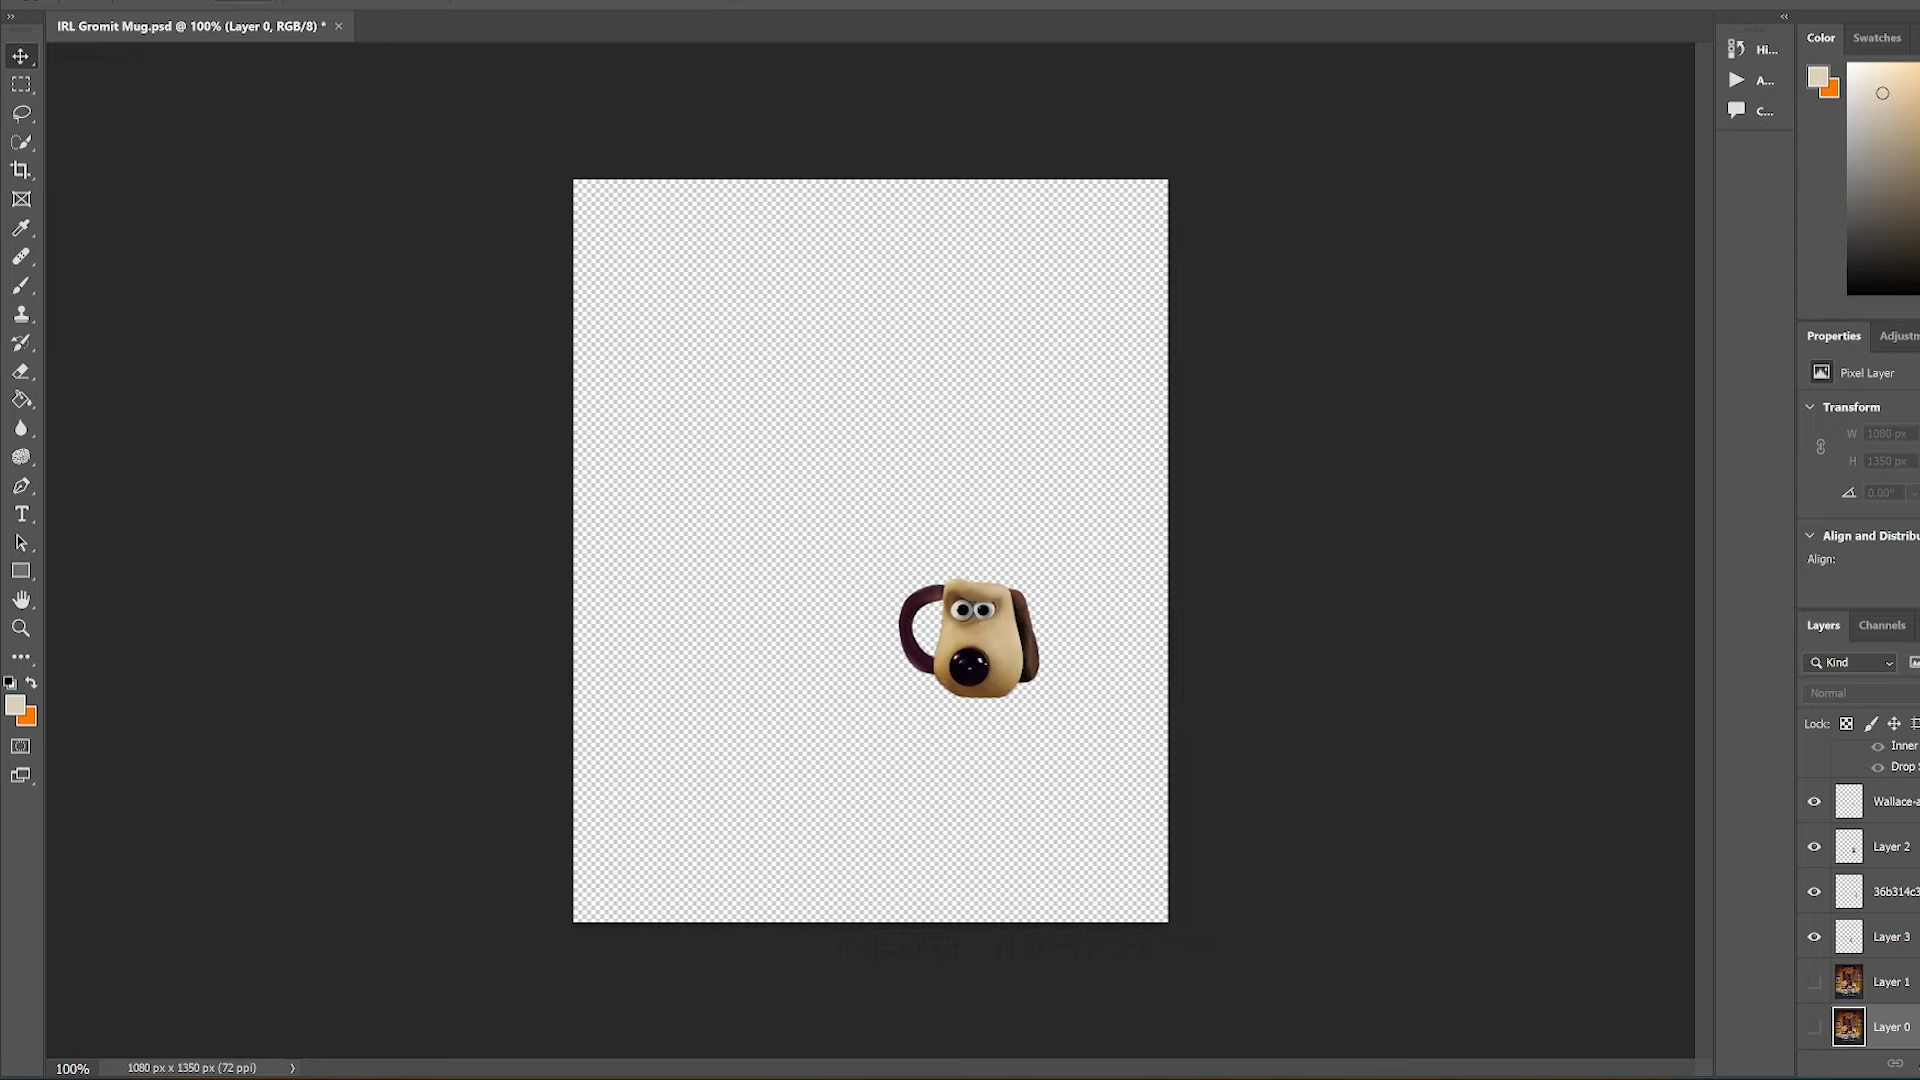 IRL Gromit Mug.psd @ 100% (Layer 0, RGB/8) *
Hi...
A...
C...
Color
Swatches
Properties
Adjustm
Pixel Layer
Transform
W 1080 px
H 1350 px
0.00°
Align and Distribu
Align:
Layers
Channels
Kind
Normal
Lock:
Inner
Drop S
Wallace-a
Layer 2
36b314c3
Layer 3
Layer 1
Layer 0
100%
1080 px x 1350 px (72 ppi)